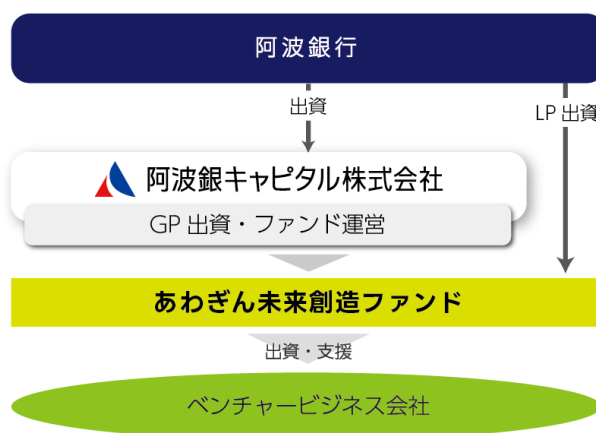 阿波銀行
出資
LP 出資
阿波銀キャピタル株式会社
GP 出資・ファンド運営
あわぎん未来創造ファンド
出資・支援
ベンチャービジネス会社